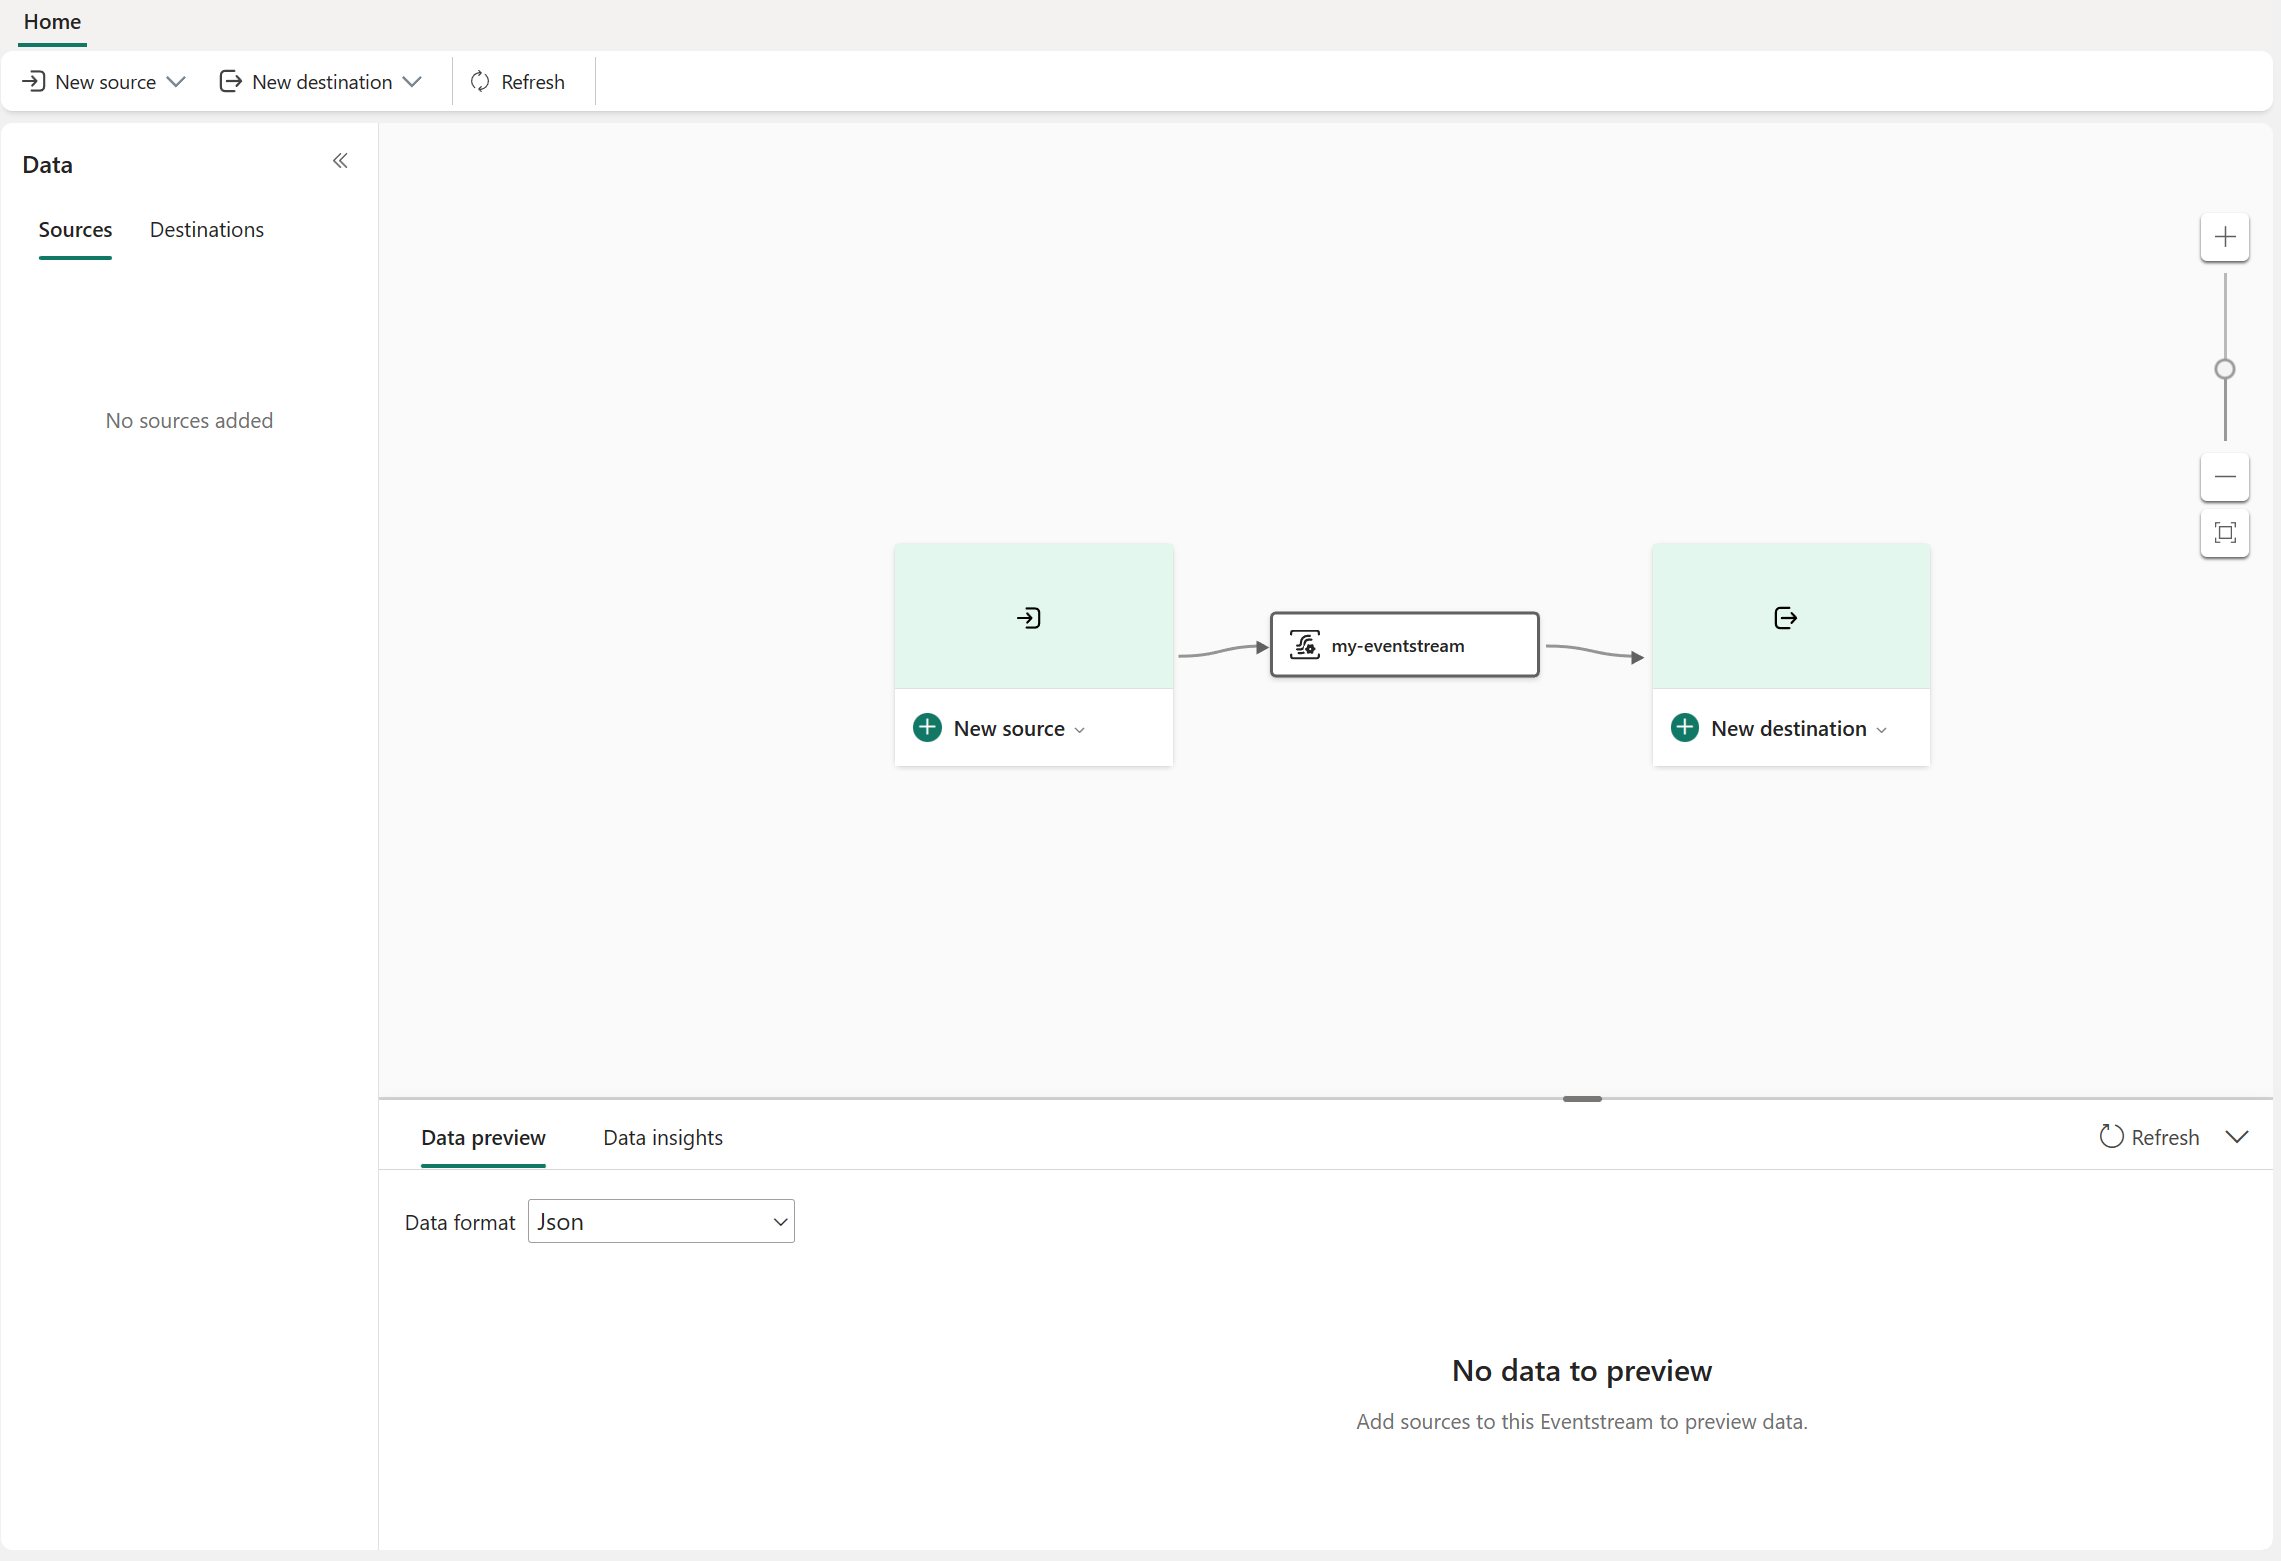 Home
New source
New destination
Refresh
Data
Sources
Destinations
No sources added
my-eventstream
New source
New destination
Data preview
Data insights
Refresh
Data format
Json
No data to preview
Add sources to this Eventstream to preview data.